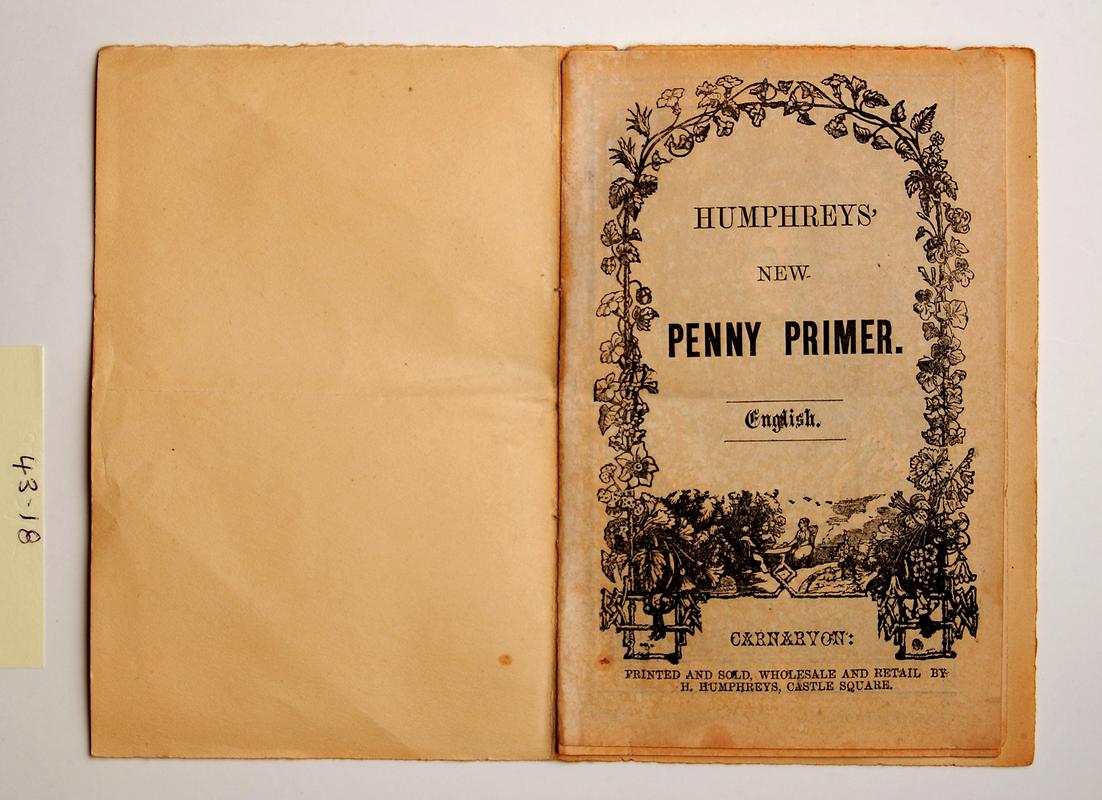 HUMPHREYS'
NEW
PENNY PRIMER.
English.
CARNARVON:
PRINTED AND SOLD, WHOLESALE AND RETAIL BY
H. HUMPHREYS, CASTLE SQUARE.
43-18